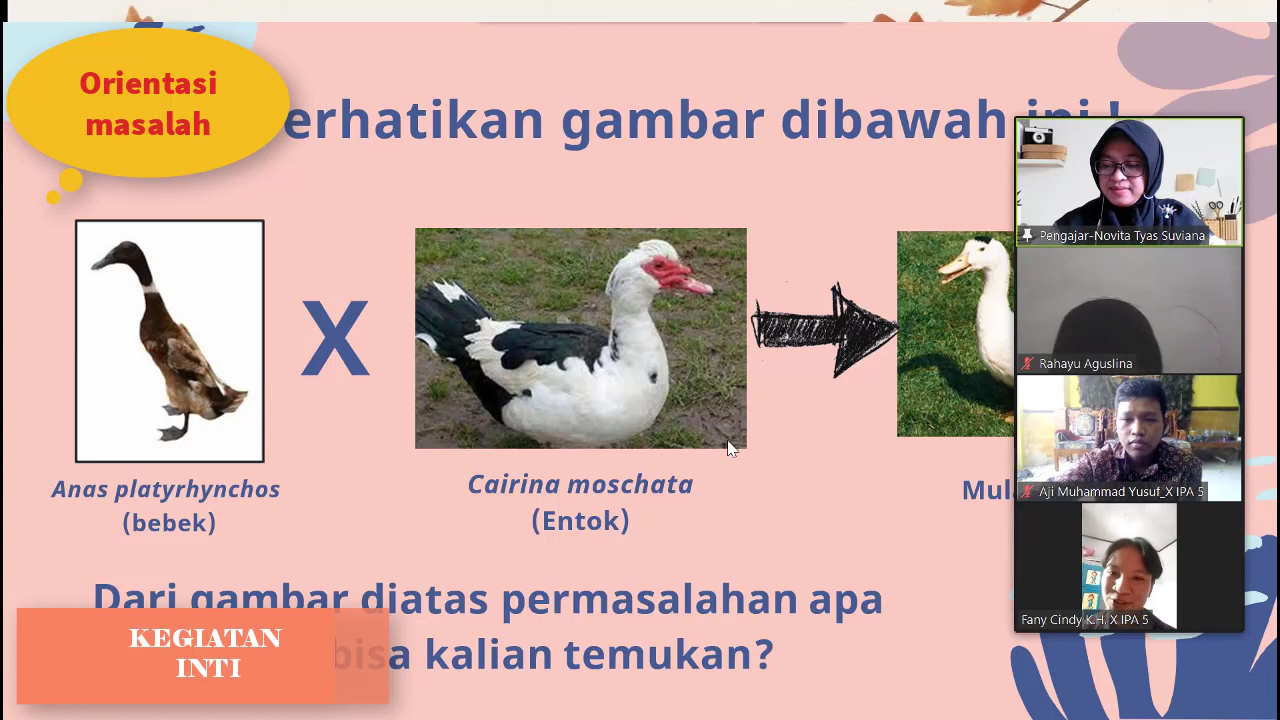 Orientasi
masalah
erhatikan gambar dibawah ini !
X
Anas platyrhynchos
(bebek)
Cairina moschata
(Entok)
Dari gambar diatas permasalahan apa
bisa kalian temukan?
KEGIATAN
INTI
Pengajar-Novita Tyas Suviana
Rahayu Aguslina
Aji Muhammad Yusuf_X IPA 5
Fany Cindy K.H. X IPA 5